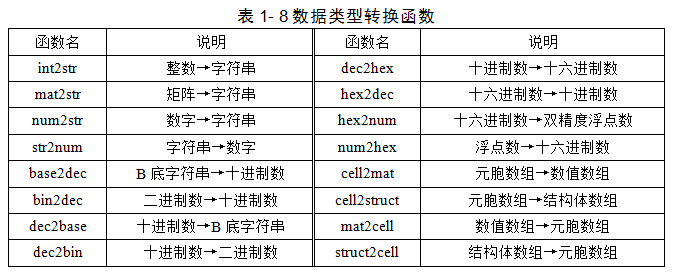 表 1- 8 数据类型转换函数
函数名 说明 函数名 说明
int2str 整数→字符串 dec2hex 十进制数→十六进制数
mat2str 矩阵→字符串 hex2dec 十六进制数→十进制数
num2str 数字→字符串 hex2num 十六进制数→双精度浮点数
str2num 字符串→数字 num2hex 浮点数→十六进制数
base2dec B 底字符串→十进制数 cell2mat 元胞数组→数值数组
bin2dec 二进制数→十进制数 cell2struct 元胞数组→结构体数组
dec2base 十进制数→B 底字符串 mat2cell 数值数组→元胞数组
dec2bin 十进制数→二进制数 struct2cell 结构体数组→元胞数组